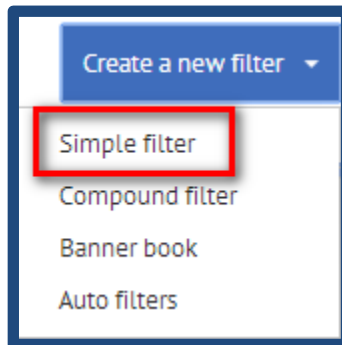 Create a new filter
Simple filter
Compound filter
Banner book
Auto filters